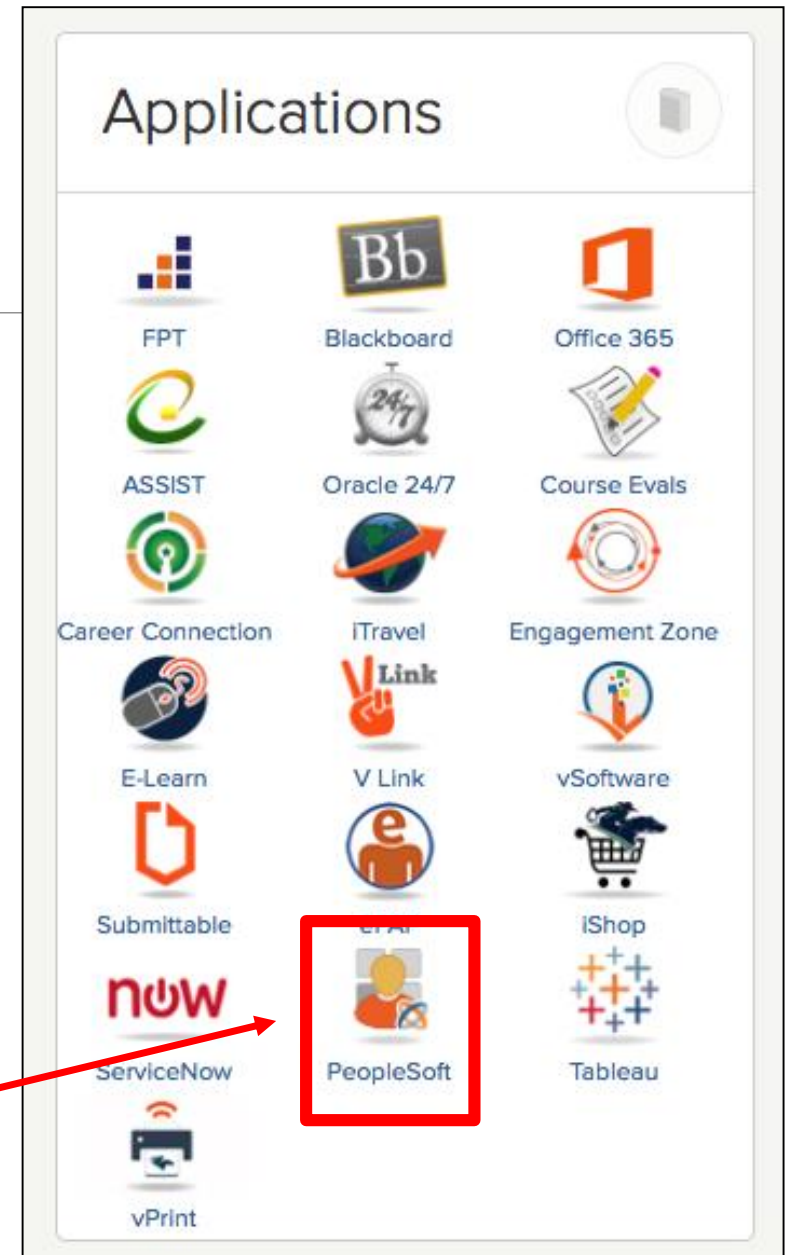 Applications
Bb
FPT Blackboard Office 365
24/7
ASSIST Oracle 24/7 Course Evals
Career Connection iTravel Engagement Zone
Link
E-Learn V Link vSoftware
e
Submittable iShop
now
ServiceNow PeopleSoft Tableau
vPrint